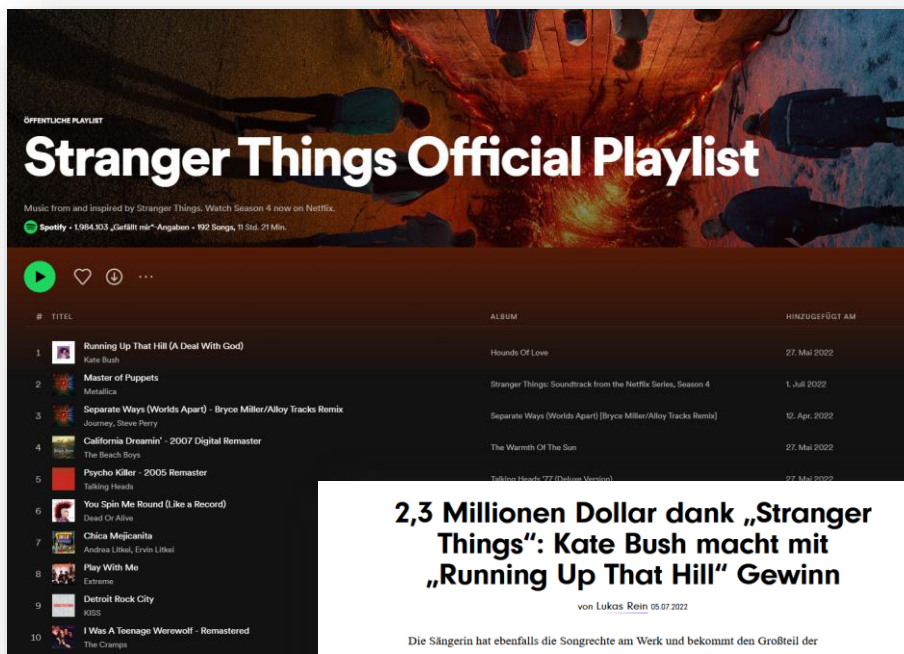 ÖFFENTLICHE PLAYLIST
Stranger Things Official Playlist
Music from and inspired by Stranger Things. Watch Season 4 now on Netflix.
Spotify • 1.984.103 „Gefällt mir“-Angaben • 192 Songs, 11 Std. 21 Min.
# TITEL ALBUM HINZUGEFÜGT AM
1 Running Up That Hill (A Deal With God) Hounds Of Love 27. Mai 2022
Kate Bush
2 Master of Puppets Stranger Things: Soundtrack from the Netflix Series, Season 4 1. Juli 2022
Metallica
3 Separate Ways (Worlds Apart) - Bryce Miller/Alloy Tracks Remix Separate Ways (Worlds Apart) [Bryce Miller/Alloy Tracks Remix] 12. Apr. 2022
Journey, Steve Perry
4 California Dreamin' - 2007 Digital Remaster The Warmth Of The Sun 27. Mai 2022
The Beach Boys
5 Psycho Killer - 2005 Remaster Talking Heads '77 (Deluxe Version) 27. Mai 2022
Talking Heads
6 You Spin Me Round (Like a Record)
Dead Or Alive
7 Chica Mejicanita
Andrea Litkei, Ervin Litkei
8 Play With Me
Extreme
9 Detroit Rock City
KISS
10 I Was A Teenage Werewolf - Remastered
The Cramps
2,3 Millionen Dollar dank „Stranger
Things“: Kate Bush macht mit
„Running Up That Hill“ Gewinn
von Lukas Rein 05.07.2022
Die Sängerin hat ebenfalls die Songrechte am Werk und bekommt den Großteil der